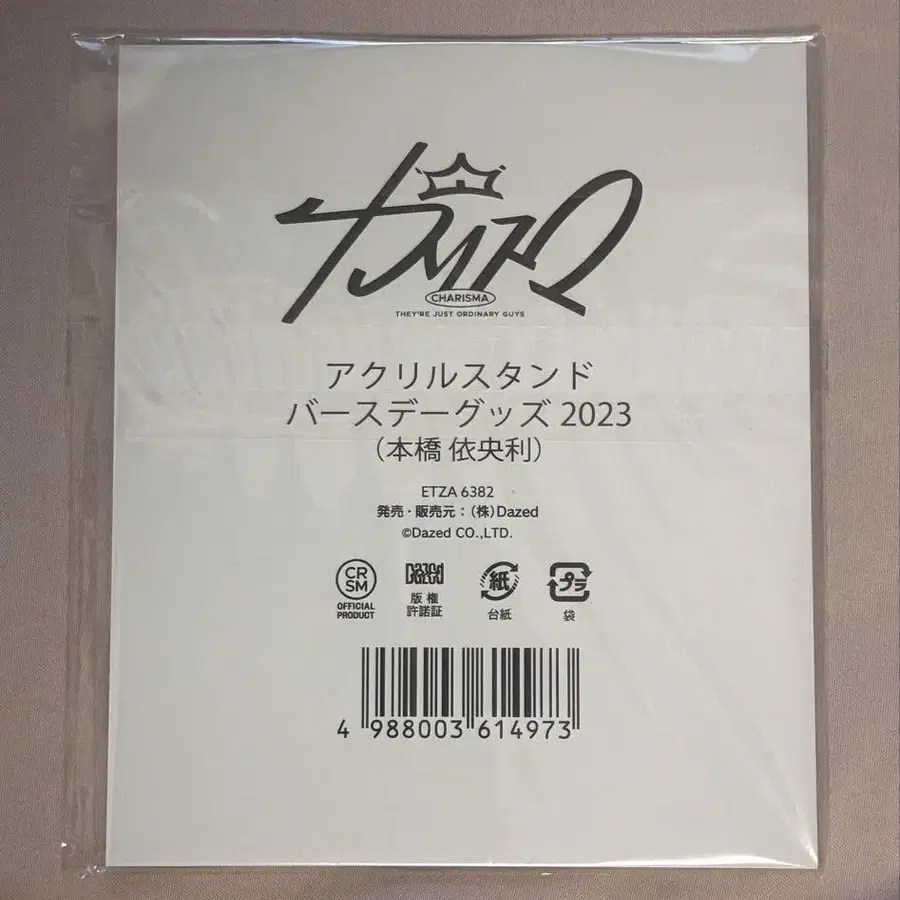 カリスマ
CHARISMA
THEY'RE JUST ORDINARY GUYS
アクリルスタンド
バースデーグッズ 2023
（本橋 依央利）
ETZA 6382
発売・販売元：（株）Dazed
©Dazed CO.,LTD.
CR
SM
OFFICIAL
PRODUCT
Dazed
版権
許諾証
紙
台紙
プラ
袋
4 988003 614973